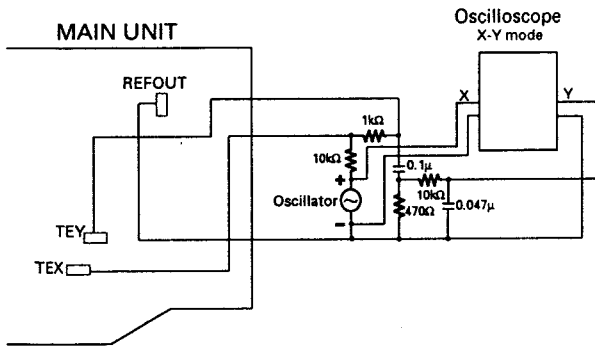 MAIN UNIT
REFOUT
Oscilloscope
X-Y mode
X
Y
1kΩ
10kΩ
0.1μ
+
10kΩ
Oscillator
470Ω
0.047μ
−
TEY
TEX